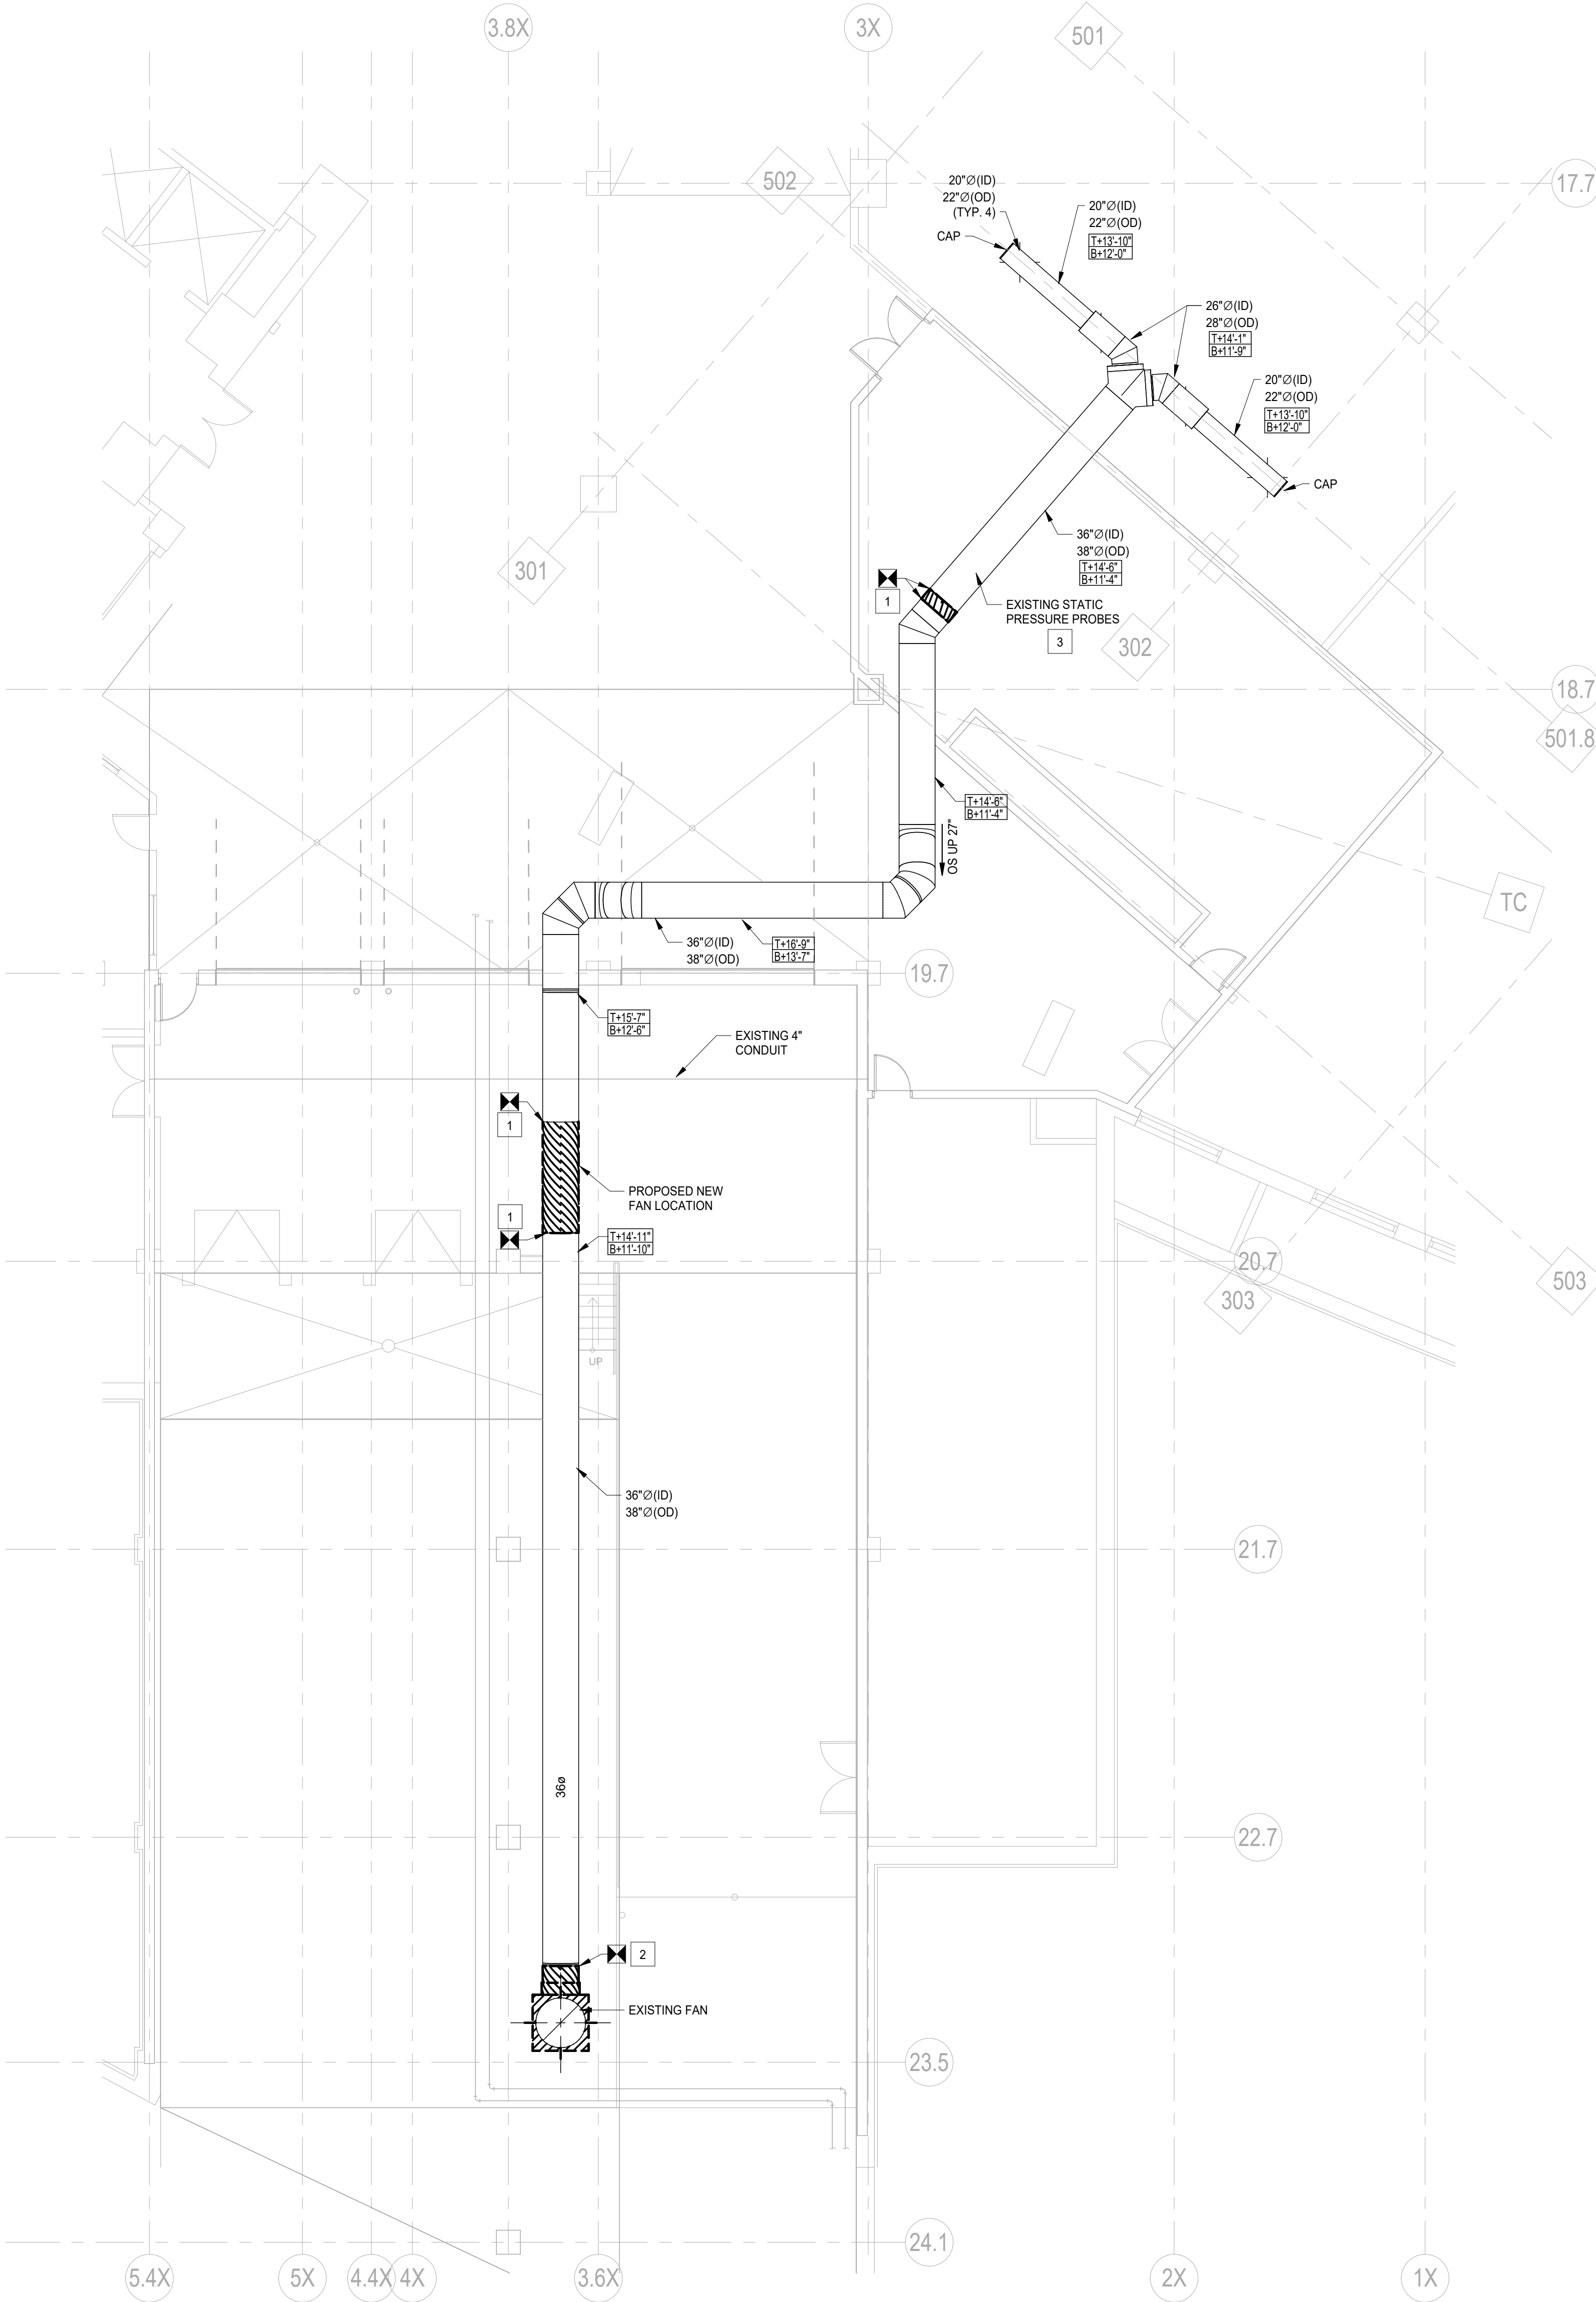 3.8X
3X
501
502
17.7
20"Ø(ID)
22"Ø(OD)
(TYP. 4)
CAP
20"Ø(ID)
22"Ø(OD)
T+13'-10"
B+12'-0"
26"Ø(ID)
28"Ø(OD)
T+14'-1"
B+11'-9"
20"Ø(ID)
22"Ø(OD)
T+13'-10"
B+12'-0"
CAP
36"Ø(ID)
38"Ø(OD)
T+14'-6"
B+11'-4"
301
1
EXISTING STATIC
PRESSURE PROBES
3
302
18.7
501.8
T+14'-6"
B+11'-4"
OS UP 27"
TC
36"Ø(ID)
38"Ø(OD)
T+16'-9"
B+13'-7"
19.7
T+15'-7"
B+12'-6"
EXISTING 4"
CONDUIT
1
PROPOSED NEW
FAN LOCATION
1
T+14'-11"
B+11'-10"
20.7
303
503
UP
36"Ø(ID)
38"Ø(OD)
21.7
36ø
22.7
2
EXISTING FAN
23.5
24.1
5.4X
5X
4.4X
4X
3.6X
2X
1X